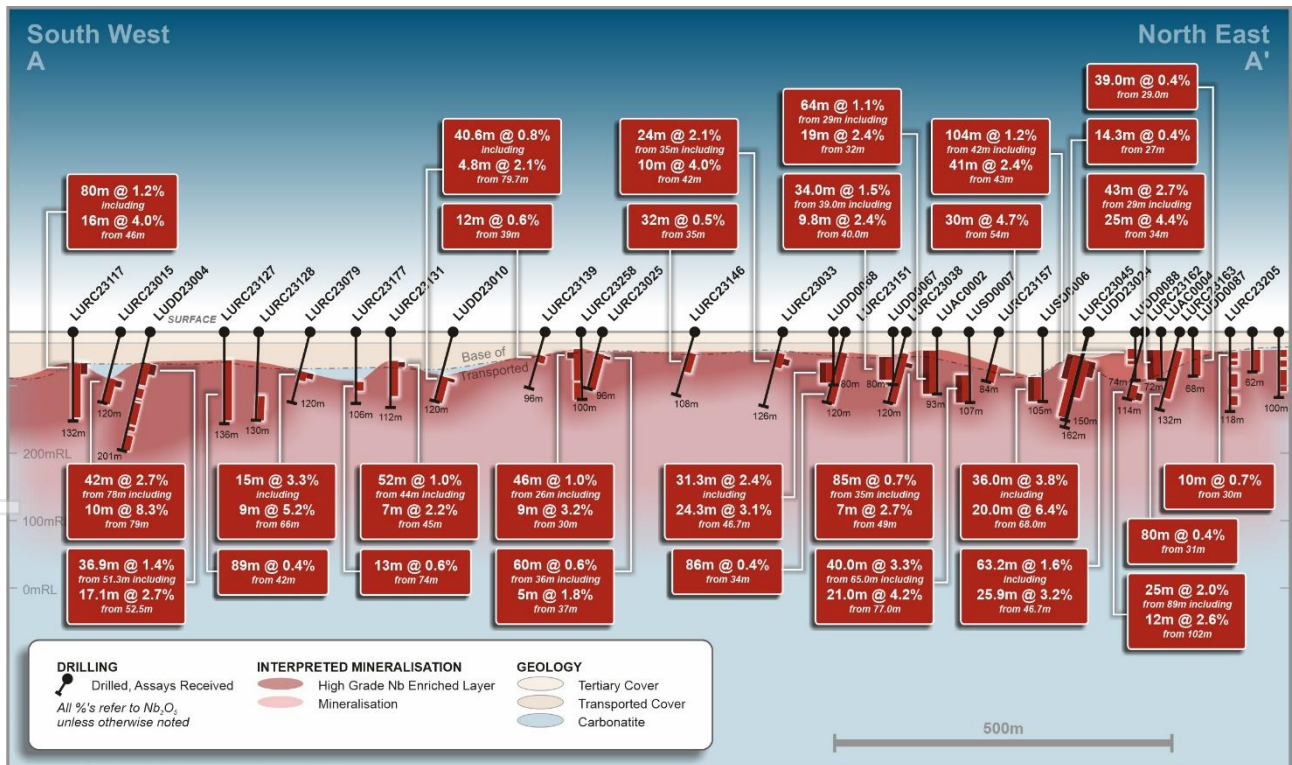 South West
A
North East
A'
39.0m @ 0.4%
from 29.0m
64m @ 1.1%
from 29m including
19m @ 2.4%
from 32m
40.6m @ 0.8%
including
4.8m @ 2.1%
from 79.7m
24m @ 2.1%
from 35m including
10m @ 4.0%
from 42m
104m @ 1.2%
from 42m including
41m @ 2.4%
from 43m
14.3m @ 0.4%
from 27m
80m @ 1.2%
including
16m @ 4.0%
from 46m
34.0m @ 1.5%
from 39.0m including
9.8m @ 2.4%
from 40.0m
43m @ 2.7%
from 29m including
25m @ 4.4%
from 34m
12m @ 0.6%
from 39m
32m @ 0.5%
from 35m
30m @ 4.7%
from 54m
LURC23117
LURC23015
LUDD23004
LURC23127
LURC23128
LURC23079
LURC23177
LURC23131
LUDD23010
LURC23139
LURC23258
LURC23025
LURC23146
LURC23033
LURC23151
LURC23038
LUAC0002
LUSD0007
LURC23157
LURC23045
LUDD23024
LURC23162
LURC23163
LURC23205
SURFACE
Base of
Transported
132m
120m
201m
136m
130m
120m
106m
112m
120m
96m
100m
96m
108m
126m
80m
120m
80m
120m
93m
107m
84m
105m
162m
150m
74m
114m
72m
132m
68m
118m
62m
100m
200mRL
100mRL
0mRL
42m @ 2.7%
from 78m including
10m @ 8.3%
from 79m
15m @ 3.3%
including
9m @ 5.2%
from 66m
52m @ 1.0%
from 44m including
7m @ 2.2%
from 45m
46m @ 1.0%
from 26m including
9m @ 3.2%
from 30m
31.3m @ 2.4%
including
24.3m @ 3.1%
from 46.7m
85m @ 0.7%
from 35m including
7m @ 2.7%
from 49m
36.0m @ 3.8%
including
20.0m @ 6.4%
from 68.0m
10m @ 0.7%
from 30m
80m @ 0.4%
from 31m
36.9m @ 1.4%
from 51.3m including
17.1m @ 2.7%
from 52.5m
89m @ 0.4%
from 42m
13m @ 0.6%
from 74m
60m @ 0.6%
from 36m including
5m @ 1.8%
from 37m
86m @ 0.4%
from 34m
40.0m @ 3.3%
from 65.0m including
21.0m @ 4.2%
from 77.0m
63.2m @ 1.6%
including
25.9m @ 3.2%
from 46.7m
25m @ 2.0%
from 89m including
12m @ 2.6%
from 102m
DRILLING
Drilled, Assays Received
All %'s refer to Nb₂O₅
unless otherwise noted
INTERPRETED MINERALISATION
High Grade Nb Enriched Layer
Mineralisation
GEOLOGY
Tertiary Cover
Transported Cover
Carbonatite
500m